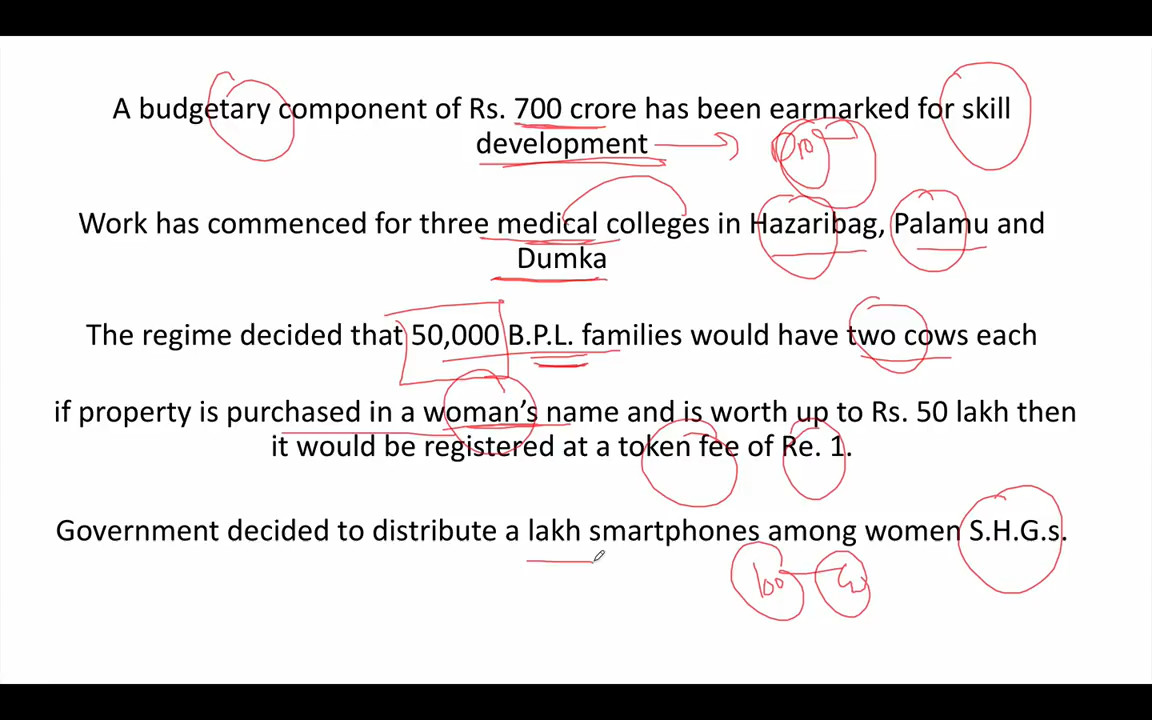 A budgetary component of Rs. 700 crore has been earmarked for skill
development
Work has commenced for three medical colleges in Hazaribag, Palamu and
Dumka
The regime decided that 50,000 B.P.L. families would have two cows each
if property is purchased in a woman's name and is worth up to Rs. 50 lakh then
it would be registered at a token fee of Re. 1.
Government decided to distribute a lakh smartphones among women S.H.G.s.
100